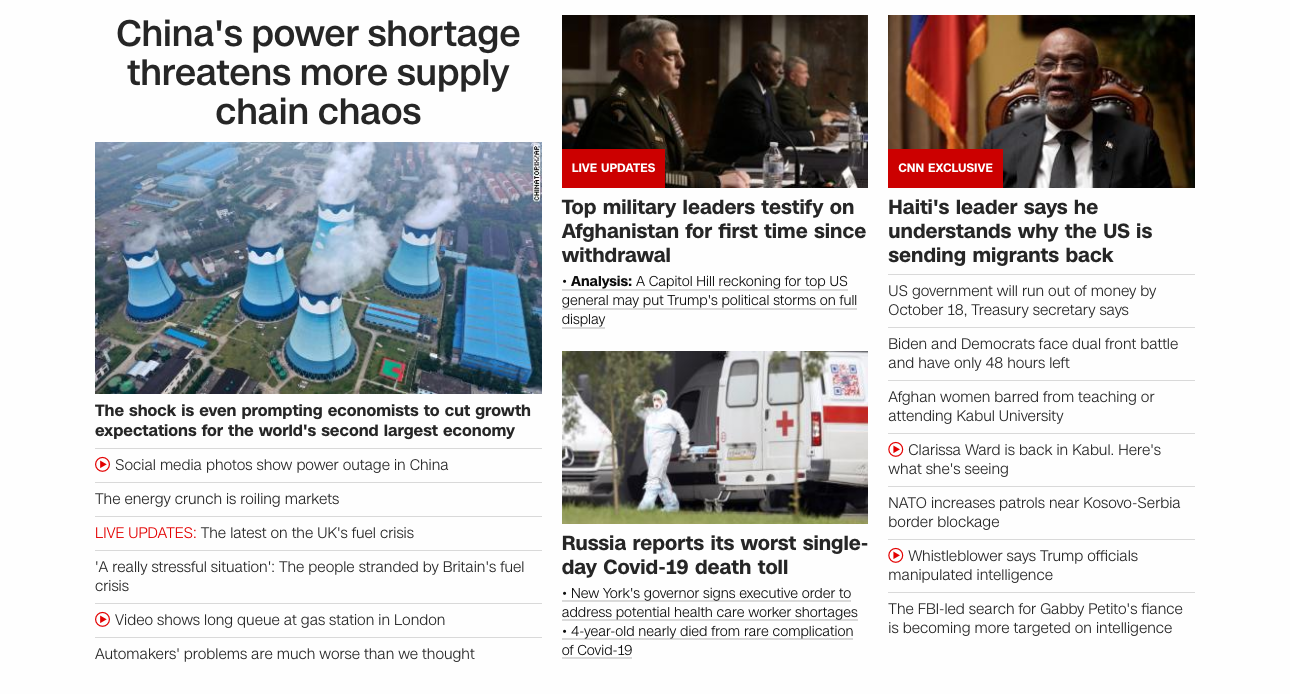 China's power shortage
threatens more supply
chain chaos
CHINATOPIX/AP
The shock is even prompting economists to cut growth
expectations for the world's second largest economy
Social media photos show power outage in China
The energy crunch is roiling markets
LIVE UPDATES: The latest on the UK's fuel crisis
'A really stressful situation': The people stranded by Britain's fuel
crisis
Video shows long queue at gas station in London
Automakers' problems are much worse than we thought
LIVE UPDATES
Top military leaders testify on
Afghanistan for first time since
withdrawal
• Analysis: A Capitol Hill reckoning for top US
general may put Trump's political storms on full
display
Russia reports its worst single-
day Covid-19 death toll
• New York's governor signs executive order to
address potential health care worker shortages
• 4-year-old nearly died from rare complication
of Covid-19
CNN EXCLUSIVE
Haiti's leader says he
understands why the US is
sending migrants back
US government will run out of money by
October 18, Treasury secretary says
Biden and Democrats face dual front battle
and have only 48 hours left
Afghan women barred from teaching or
attending Kabul University
Clarissa Ward is back in Kabul. Here's
what she's seeing
NATO increases patrols near Kosovo-Serbia
border blockage
Whistleblower says Trump officials
manipulated intelligence
The FBI-led search for Gabby Petito's fiance
is becoming more targeted on intelligence